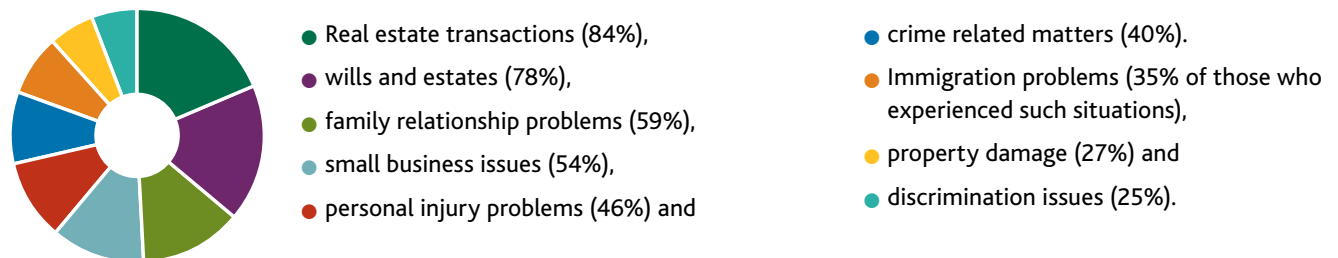 Real estate transactions (84%),
wills and estates (78%),
family relationship problems (59%),
small business issues (54%),
personal injury problems (46%) and
crime related matters (40%).
Immigration problems (35% of those who
experienced such situations),
property damage (27%) and
discrimination issues (25%).